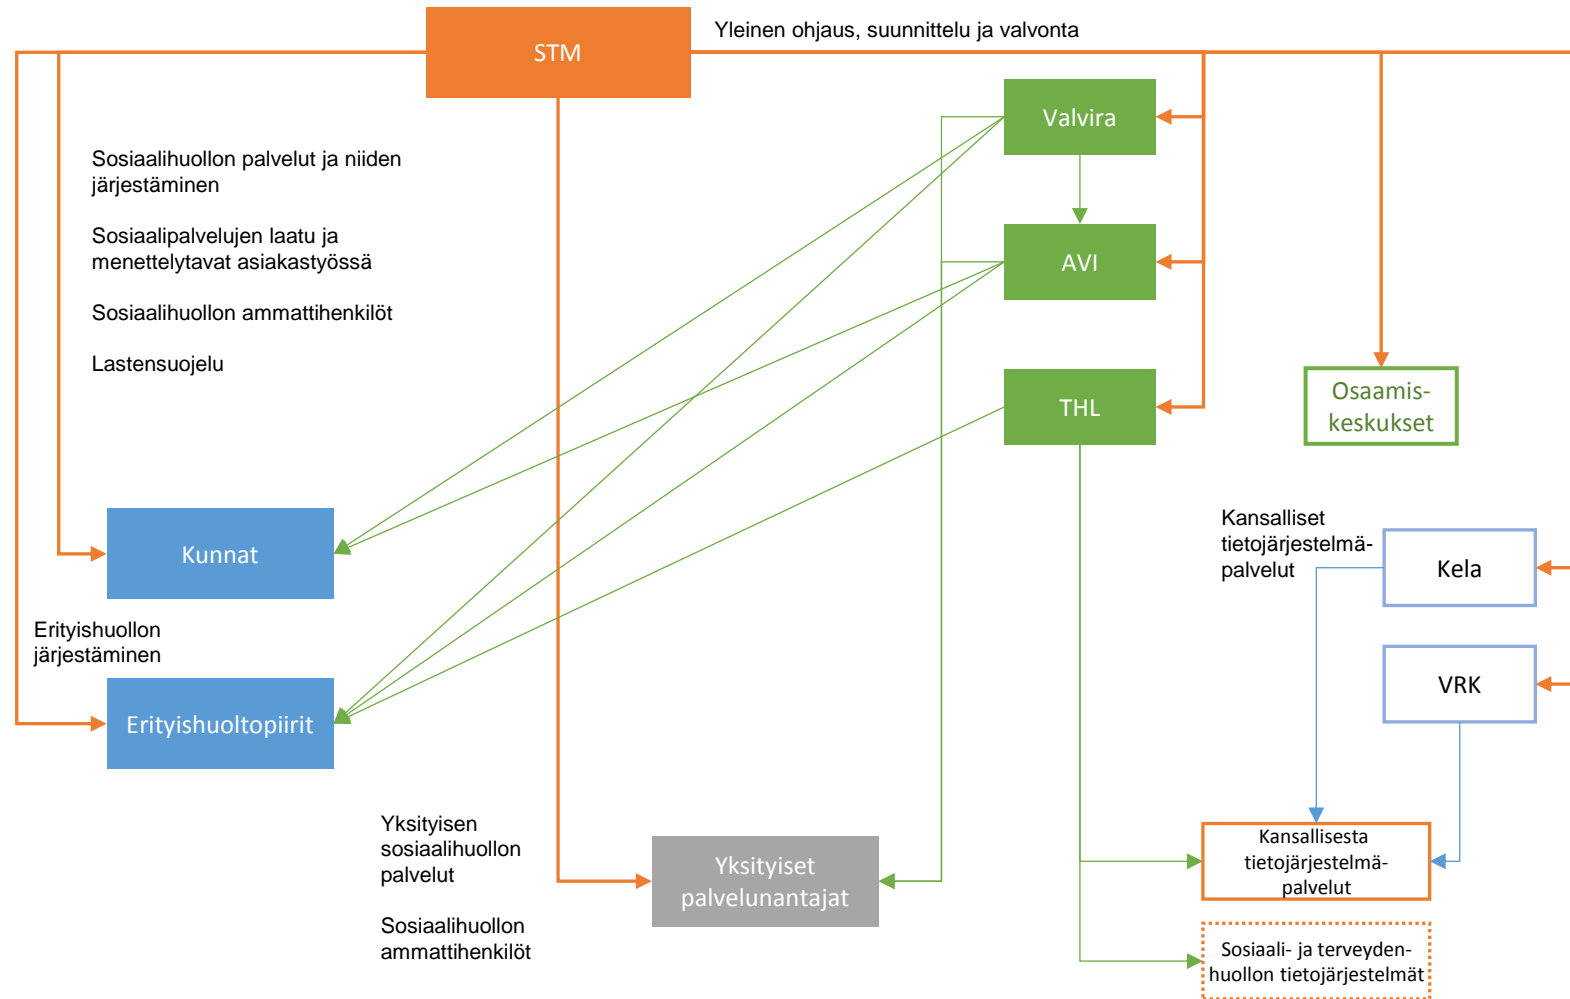 STM
Yleinen ohjaus, suunnittelu ja valvonta
Valvira
Sosiaalihuollon palvelut ja niiden
järjestäminen
Sosiaalipalvelujen laatu ja
menettelytavat asiakastyössä
AVI
Sosiaalihuollon ammattihenkilöt
Lastensuojelu
THL
Osaamis-
keskukset
Kunnat
Kansalliset
tietojärjestelmä-
palvelut
Kela
Erityishuollon
järjestäminen
VRK
Erityishuoltopiirit
Yksityisen
sosiaalihuollon
palvelut
Sosiaalihuollon
ammattihenkilöt
Yksityiset
palvelunantajat
Kansallisesta
tietojärjestelmä-
palvelut
Sosiaali- ja terveyden-
huollon tietojärjestelmät